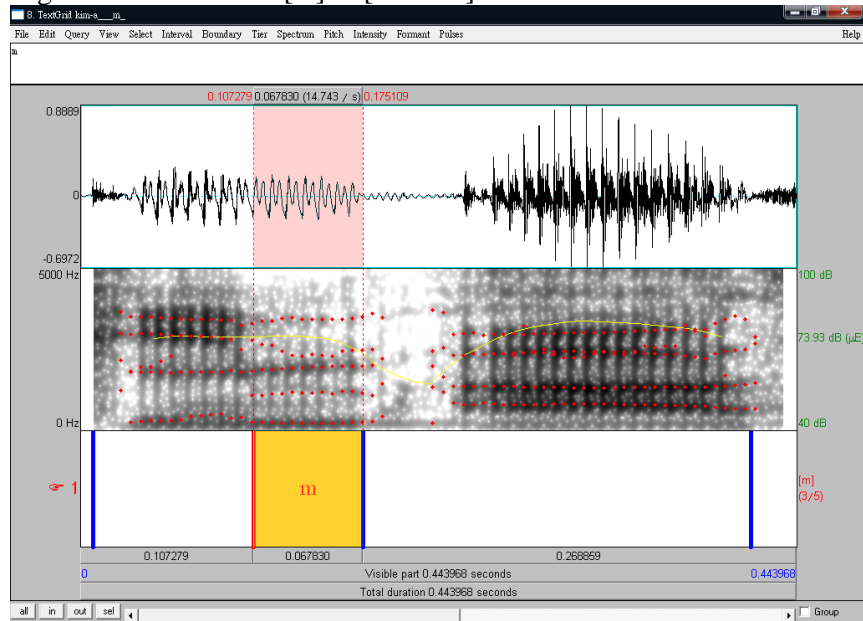 8. TextGrid kim-a___m_
File Edit Query View Select Interval Boundary Tier Spectrum Pitch Intensity Formant Pulses Help
m
0.107279 0.067830 (14.743 / s) 0.175109
0.8889
0
-0.6972
5000 Hz 100 dB
73.93 dB (µE)
0 Hz 40 dB
1 m [m]
(3/5)
0.107279 0.067830 0.268859
0 Visible part 0.443968 seconds 0.443968
Total duration 0.443968 seconds
all in out sel Group